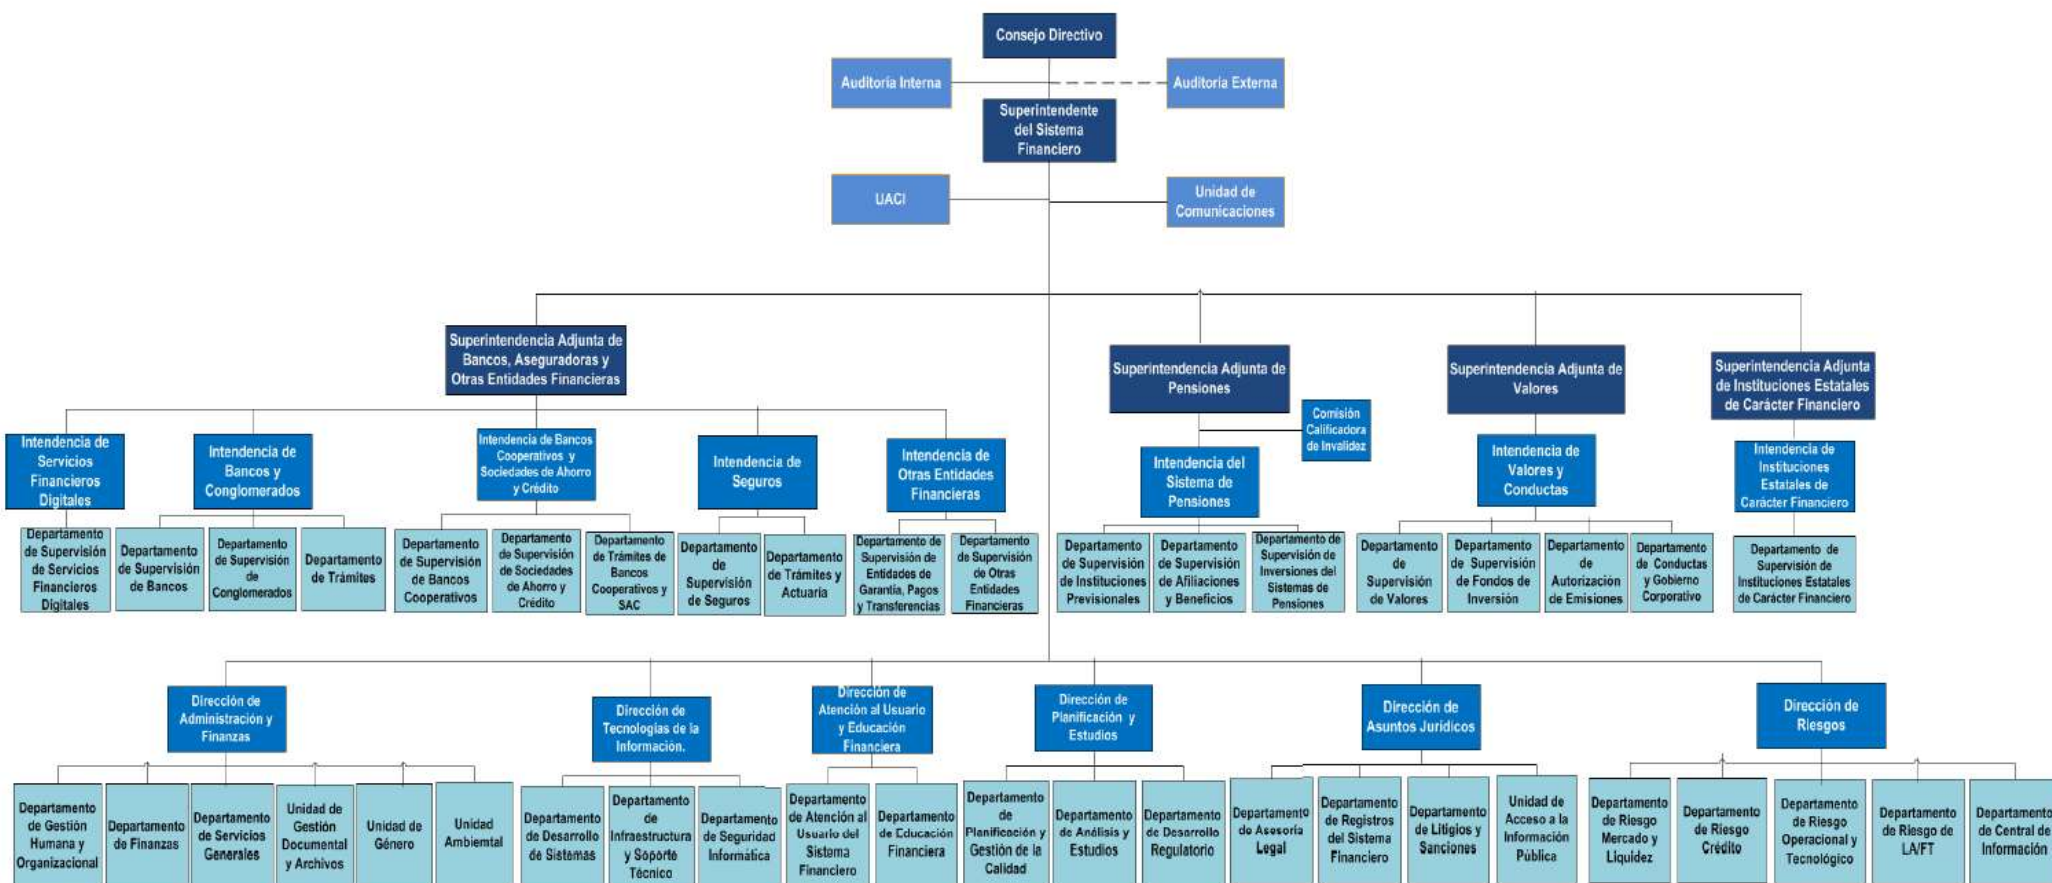 Consejo Directivo
Auditoría Interna
Auditoría Externa
Superintendente
del Sistema
Financiero
UACI
Unidad de
Comunicaciones
Superintendencia Adjunta de
Bancos, Aseguradoras y
Otras Entidades Financieras
Superintendencia Adjunta de
Pensiones
Superintendencia Adjunta de
Valores
Superintendencia Adjunta
de Instituciones Estatales
de Carácter Financiero
Comisión
Calificadora
de Invalidez
Intendencia de
Servicios
Financieros
Digitales
Intendencia de
Bancos y
Conglomerados
Intendencia de Bancos
Cooperativos y
Sociedades de Ahorro
y Crédito
Intendencia de
Seguros
Intendencia de
Otras Entidades
Financieras
Intendencia del
Sistema de
Pensiones
Intendencia de
Valores y
Conductas
Intendencia de
Instituciones
Estatales de
Carácter Financiero
Departamento
de Supervisión
de Servicios
Financieros
Digitales
Departamento
de Supervisión
de Bancos
Departamento
de Supervisión
de
Conglomerados
Departamento
de Trámites
Departamento
de Supervisión
de Bancos
Cooperativos
Departamento
de Supervisión
de Sociedades
de Ahorro y
Crédito
Departamento
de Trámites de
Bancos
Cooperativos y
SAC
Departamento
de
Supervisión
de Seguros
Departamento
de Trámites y
Actuaría
Departamento de
Supervisión de
Entidades de
Garantía, Pagos
y Transferencias
Departamento
de Supervisión
de Otras
Entidades
Financieras
Departamento
de Supervisión
de Instituciones
Previsionales
Departamento
de Supervisión
de Afiliaciones
y Beneficios
Departamento de
Supervisión de
Inversiones del
Sistemas de
Pensiones
Departamento
de
Supervisión
de Valores
Departamento
de Supervisión
de Fondos de
Inversión
Departamento
de
Autorización
de Emisiones
Departamento
de Conductas
y Gobierno
Corporativo
Departamento de
Supervisión de
Instituciones Estatales
de Carácter Financiero
Dirección de
Administración y
Finanzas
Dirección de
Tecnologías de la
Información.
Dirección de
Atención al Usuario
y Educación
Financiera
Dirección de
Planificación y
Estudios
Dirección de
Asuntos Jurídicos
Dirección de
Riesgos
Departamento
de Gestión
Humana y
Organizacional
Departamento
de Finanzas
Departamento
de Servicios
Generales
Unidad de
Gestión
Documental
y Archivos
Unidad de
Género
Unidad
Ambiemtal
Departamento
de Desarrollo
de Sistemas
Departamento
de
Infraestructura
y Soporte
Técnico
Departamento
de Seguridad
Informática
Departamento
de Atención al
Usuario del
Sistema
Financiero
Departamento
de Educación
Financiera
Departamento
de
Planificación y
Gestión de la
Calidad
Departamento
de Análisis y
Estudios
Departamento
de Desarrollo
Regulatorio
Departamento
de Asesoría
Legal
Departamento
de Registros
del Sistema
Financiero
Departamento
de Litigios y
Sanciones
Unidad de
Acceso a la
Información
Pública
Departamento
de Riesgo
Mercado y
Liquidez
Departamento
de Riesgo
Crédito
Departamento
de Riesgo
Operacional y
Tecnológico
Departamento
de Riesgo de
LA/FT
Departamento
de Central de
Información